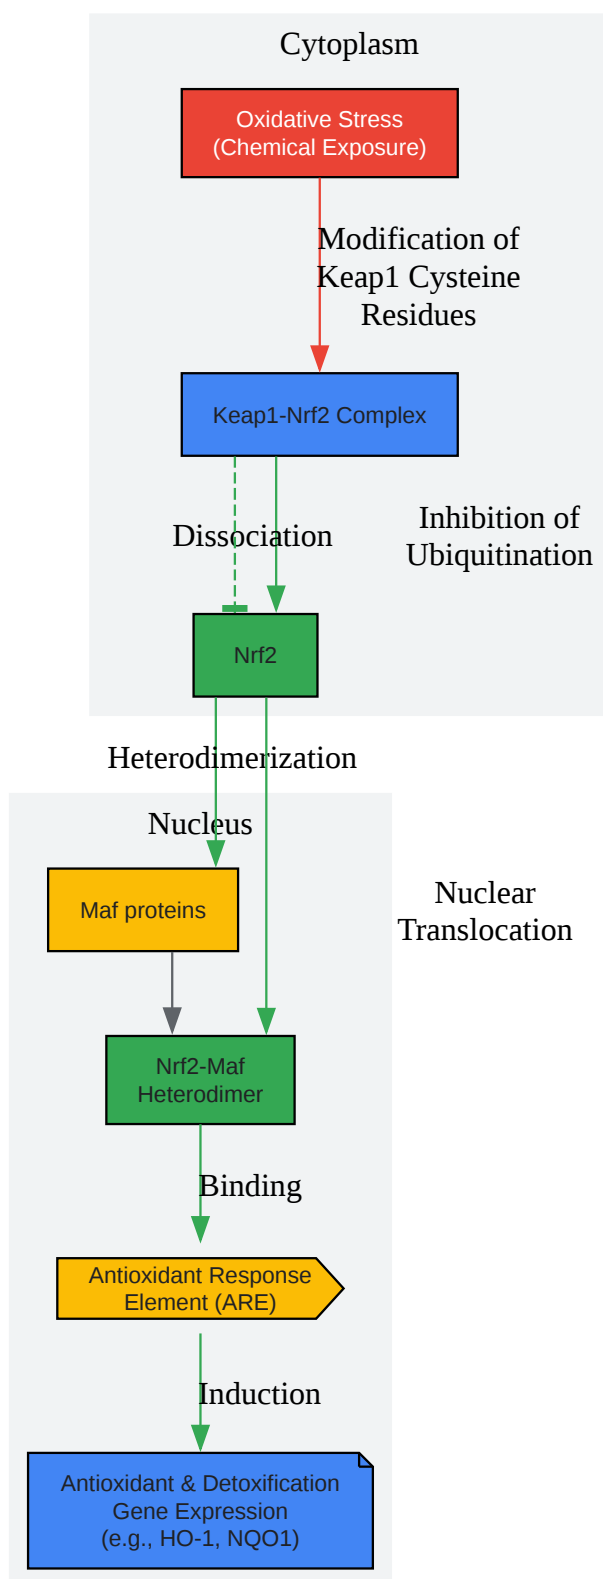 Cytoplasm
Oxidative Stress
(Chemical Exposure)
Modification of
Keap1 Cysteine
Residues
Keap1-Nrf2 Complex
Dissociation
Inhibition of
Ubiquitination
Nrf2
Heterodimerization
Nucleus
Maf proteins
Nuclear
Translocation
Nrf2-Maf
Heterodimer
Binding
Antioxidant Response
Element (ARE)
Induction
Antioxidant & Detoxification
Gene Expression
(e.g., HO-1, NQO1)